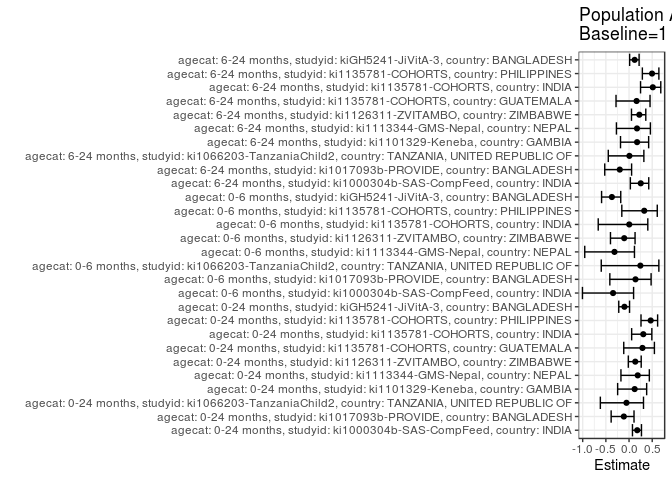 Population A
Baseline=1
agecat: 6-24 months, studyid: kiGH5241-JiVitA-3, country: BANGLADESH
agecat: 6-24 months, studyid: ki1135781-COHORTS, country: PHILIPPINES
agecat: 6-24 months, studyid: ki1135781-COHORTS, country: INDIA
agecat: 6-24 months, studyid: ki1135781-COHORTS, country: GUATEMALA
agecat: 6-24 months, studyid: ki1126311-ZVITAMBO, country: ZIMBABWE
agecat: 6-24 months, studyid: ki1113344-GMS-Nepal, country: NEPAL
agecat: 6-24 months, studyid: ki1101329-Keneba, country: GAMBIA
agecat: 6-24 months, studyid: ki1066203-TanzaniaChild2, country: TANZANIA, UNITED REPUBLIC OF
agecat: 6-24 months, studyid: ki1017093b-PROVIDE, country: BANGLADESH
agecat: 6-24 months, studyid: ki1000304b-SAS-CompFeed, country: INDIA
agecat: 0-6 months, studyid: kiGH5241-JiVitA-3, country: BANGLADESH
agecat: 0-6 months, studyid: ki1135781-COHORTS, country: PHILIPPINES
agecat: 0-6 months, studyid: ki1135781-COHORTS, country: INDIA
agecat: 0-6 months, studyid: ki1126311-ZVITAMBO, country: ZIMBABWE
agecat: 0-6 months, studyid: ki1113344-GMS-Nepal, country: NEPAL
agecat: 0-6 months, studyid: ki1066203-TanzaniaChild2, country: TANZANIA, UNITED REPUBLIC OF
agecat: 0-6 months, studyid: ki1017093b-PROVIDE, country: BANGLADESH
agecat: 0-6 months, studyid: ki1000304b-SAS-CompFeed, country: INDIA
agecat: 0-24 months, studyid: kiGH5241-JiVitA-3, country: BANGLADESH
agecat: 0-24 months, studyid: ki1135781-COHORTS, country: PHILIPPINES
agecat: 0-24 months, studyid: ki1135781-COHORTS, country: INDIA
agecat: 0-24 months, studyid: ki1135781-COHORTS, country: GUATEMALA
agecat: 0-24 months, studyid: ki1126311-ZVITAMBO, country: ZIMBABWE
agecat: 0-24 months, studyid: ki1113344-GMS-Nepal, country: NEPAL
agecat: 0-24 months, studyid: ki1101329-Keneba, country: GAMBIA
agecat: 0-24 months, studyid: ki1066203-TanzaniaChild2, country: TANZANIA, UNITED REPUBLIC OF
agecat: 0-24 months, studyid: ki1017093b-PROVIDE, country: BANGLADESH
agecat: 0-24 months, studyid: ki1000304b-SAS-CompFeed, country: INDIA
-1.0 -0.5 0.0 0.5
Estimate